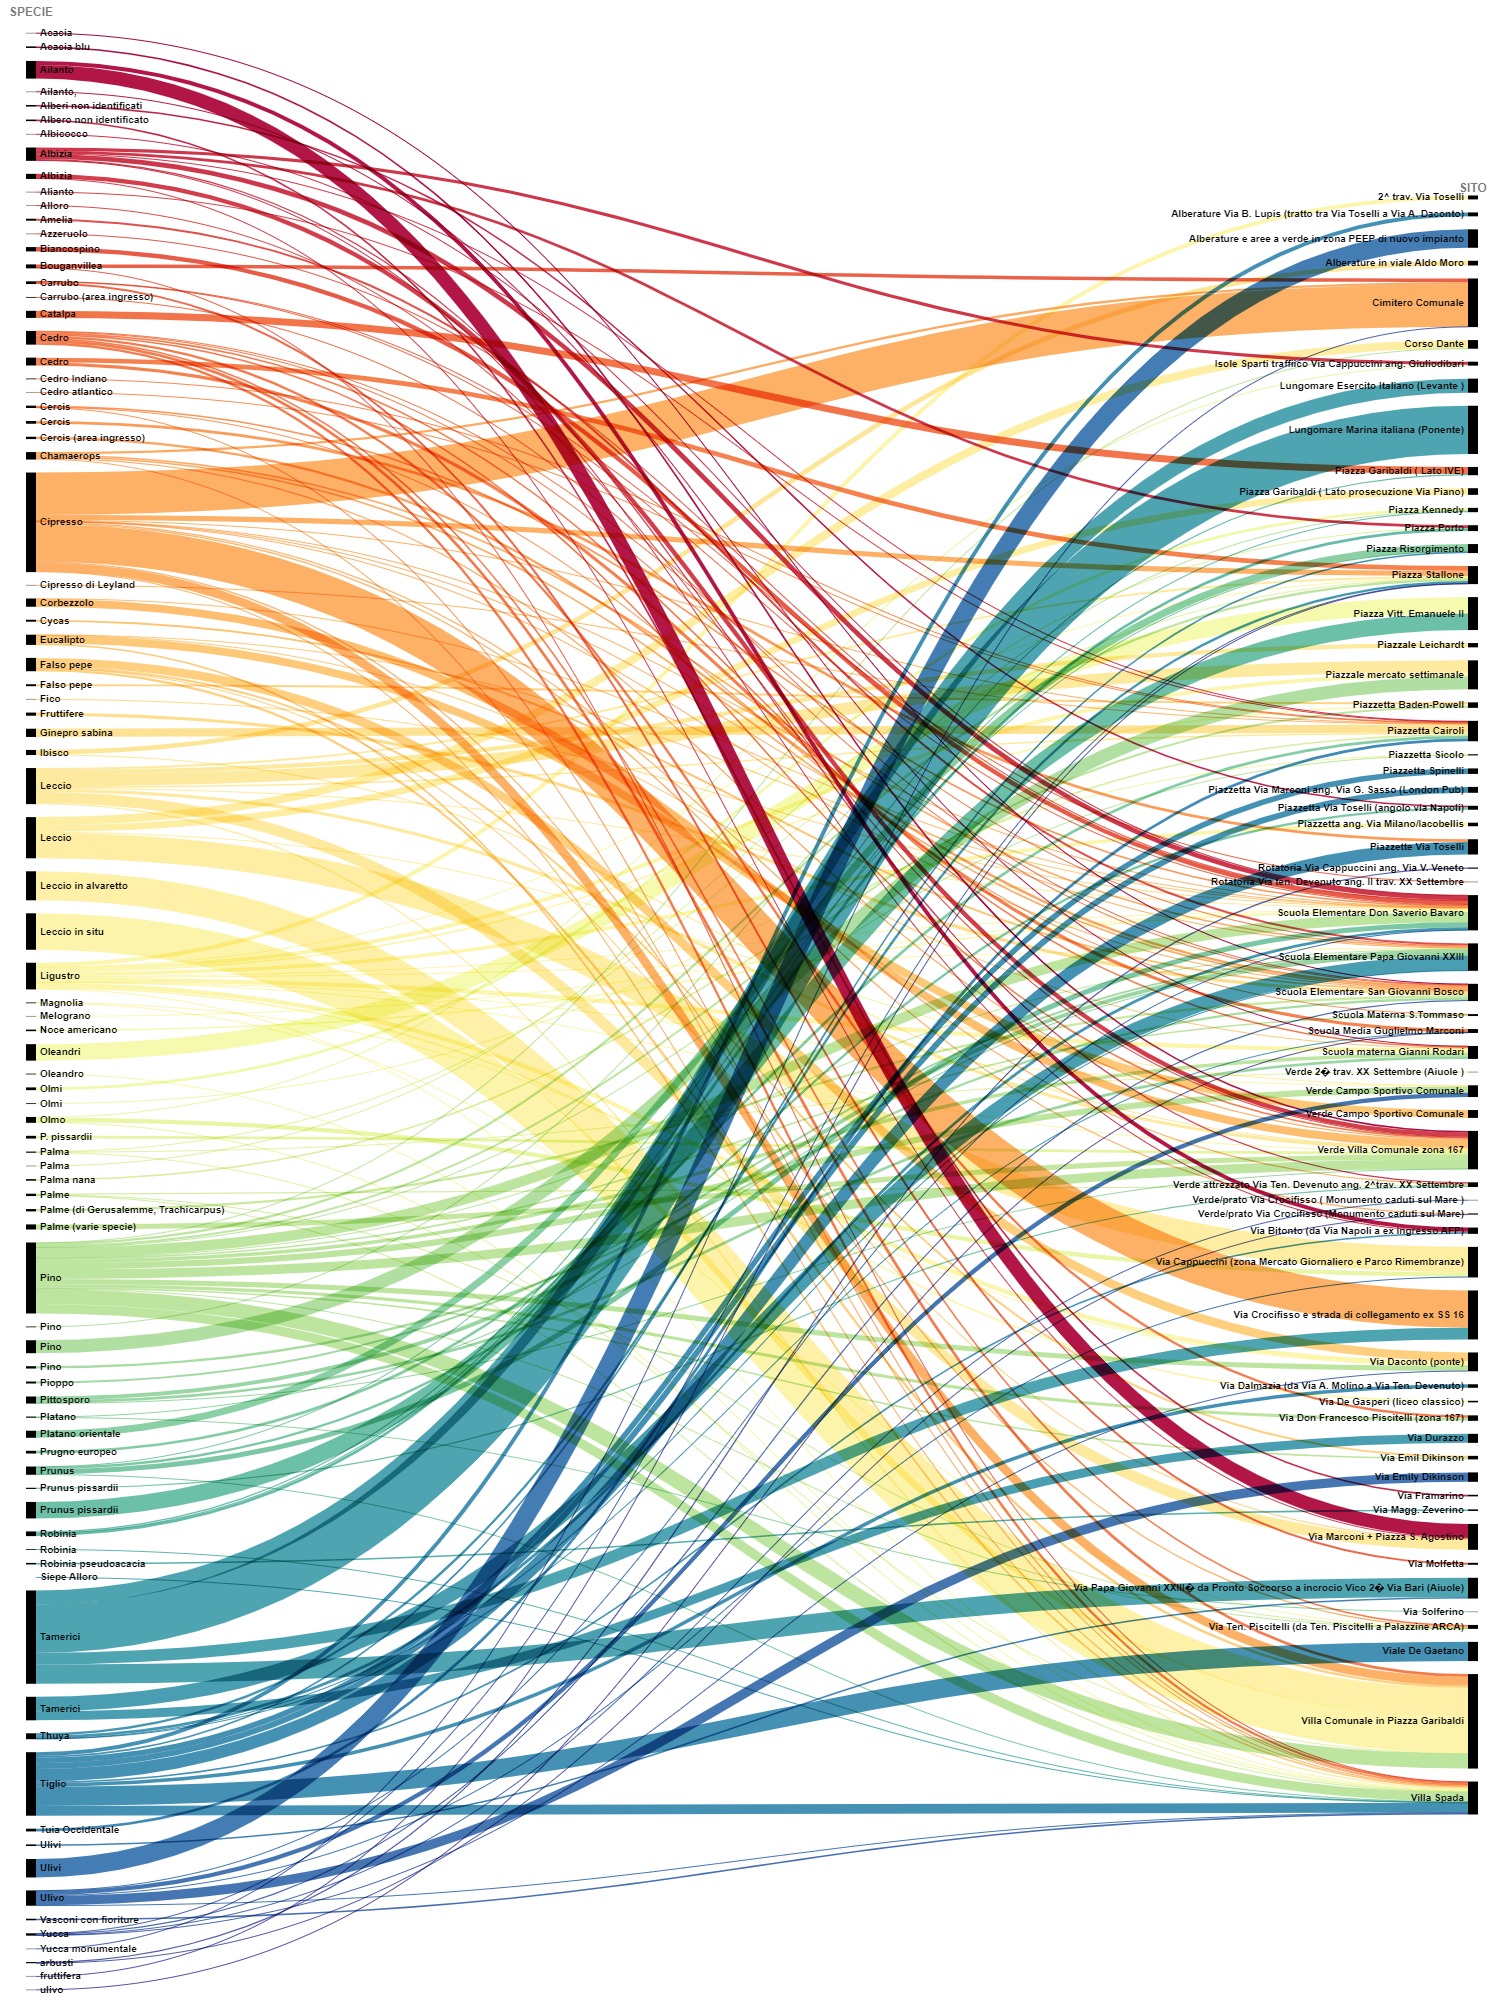 SPECIE
Acacia
Acacia blu
Ailanto
Ailanto,
Alberi non identificati
Albero non identificato
Albicocco
Albizia
Albizia
Alianto
Alloro
Amelia
Azzeruolo
Biancospino
Bouganvillea
Carrubo
Carrubo (area ingresso)
Catalpa
Cedro
Cedro
Cedro Indiano
Cedro atlantico
Cercis
Cercis
Cercis (area ingresso)
Chamaerops
Cipresso
Cipresso di Leyland
Corbezzolo
Cycas
Eucalipto
Falso pepe
Falso pepe
Fico
Fruttifere
Ginepro sabina
Ibisco
Leccio
Leccio
Leccio in alvaretto
Leccio in situ
Ligustro
Magnolia
Melograno
Noce americano
Oleandri
Oleandro
Olmi
Olmi
Olmo
P. pissardii
Palma
Palma
Palma nana
Palme
Palme (di Gerusalemme, Trachicarpus)
Palme (varie specie)
Pino
Pino
Pino
Pino
Pioppo
Pittosporo
Platano
Platano orientale
Prugno europeo
Prunus
Prunus pissardii
Prunus pissardii
Robinia
Robinia
Robinia pseudoacacia
Siepe Alloro
Tamerici
Tamerici
Thuya
Tiglio
Tuia Occidentale
Ulivi
Ulivi
Ulivo
Vasconi con fioriture
Yucca
Yucca monumentale
arbusti
fruttifera
ulivo
SITO
2^ trav. Via Toselli
Alberature Via B. Lupis (tratto tra Via Toselli a Via A. Daconto)
Alberature e aree a verde in zona PEEP di nuovo impianto
Alberature in viale Aldo Moro
Cimitero Comunale
Corso Dante
Isole Sparti traffiico Via Cappuccini ang. Giuliodibari
Lungomare Esercito Italiano (Levante )
Lungomare Marina italiana (Ponente)
Piazza Garibaldi ( Lato IVE)
Piazza Garibaldi ( Lato prosecuzione Via Piano)
Piazza Kennedy
Piazza Porto
Piazza Risorgimento
Piazza Stallone
Piazza Vitt. Emanuele II
Piazzale Leichardt
Piazzale mercato settimanale
Piazzetta Baden-Powell
Piazzetta Cairoli
Piazzetta Sicolo
Piazzetta Spinelli
Piazzetta Via Marconi ang. Via G. Sasso (London Pub)
Piazzetta Via Toselli (angolo via Napoli)
Piazzetta ang. Via Milano/Iacobellis
Piazzette Via Toselli
Rotatoria Via Cappuccini ang. Via V. Veneto
Rotatoria Via ten. Devenuto ang. II trav. XX Settembre
Scuola Elementare Don Saverio Bavaro
Scuola Elementare Papa Giovanni XXIII
Scuola Elementare San Giovanni Bosco
Scuola Materna S.Tommaso
Scuola Media Guglielmo Marconi
Scuola materna Gianni Rodari
Verde 2� trav. XX Settembre (Aiuole )
Verde Campo Sportivo Comunale
Verde Campo Sportivo Comunale
Verde Villa Comunale zona 167
Verde attrezzato Via Ten. Devenuto ang. 2^trav. XX Settembre
Verde/prato Via Crocifisso ( Monumento caduti sul Mare )
Verde/prato Via Crocifisso (Monumento caduti sul Mare)
Via Bitonto (da Via Napoli a ex ingresso AFP)
Via Cappuccini (zona Mercato Giornaliero e Parco Rimembranze)
Via Crocifisso e strada di collegamento ex SS 16
Via Daconto (ponte)
Via Dalmazia (da Via A. Molino a Via Ten. Devenuto)
Via De Gasperi (liceo classico)
Via Don Francesco Piscitelli (zona 167)
Via Durazzo
Via Emil Dikinson
Via Emily Dikinson
Via Framarino
Via Magg. Zeverino
Via Marconi + Piazza S. Agostino
Via Molfetta
Via Papa Giovanni XXIII� da Pronto Soccorso a incrocio Vico 2� Via Bari (Aiuole)
Via Solferino
Via Ten. Piscitelli (da Ten. Piscitelli a Palazzine ARCA)
Viale De Gaetano
Villa Comunale in Piazza Garibaldi
Villa Spada